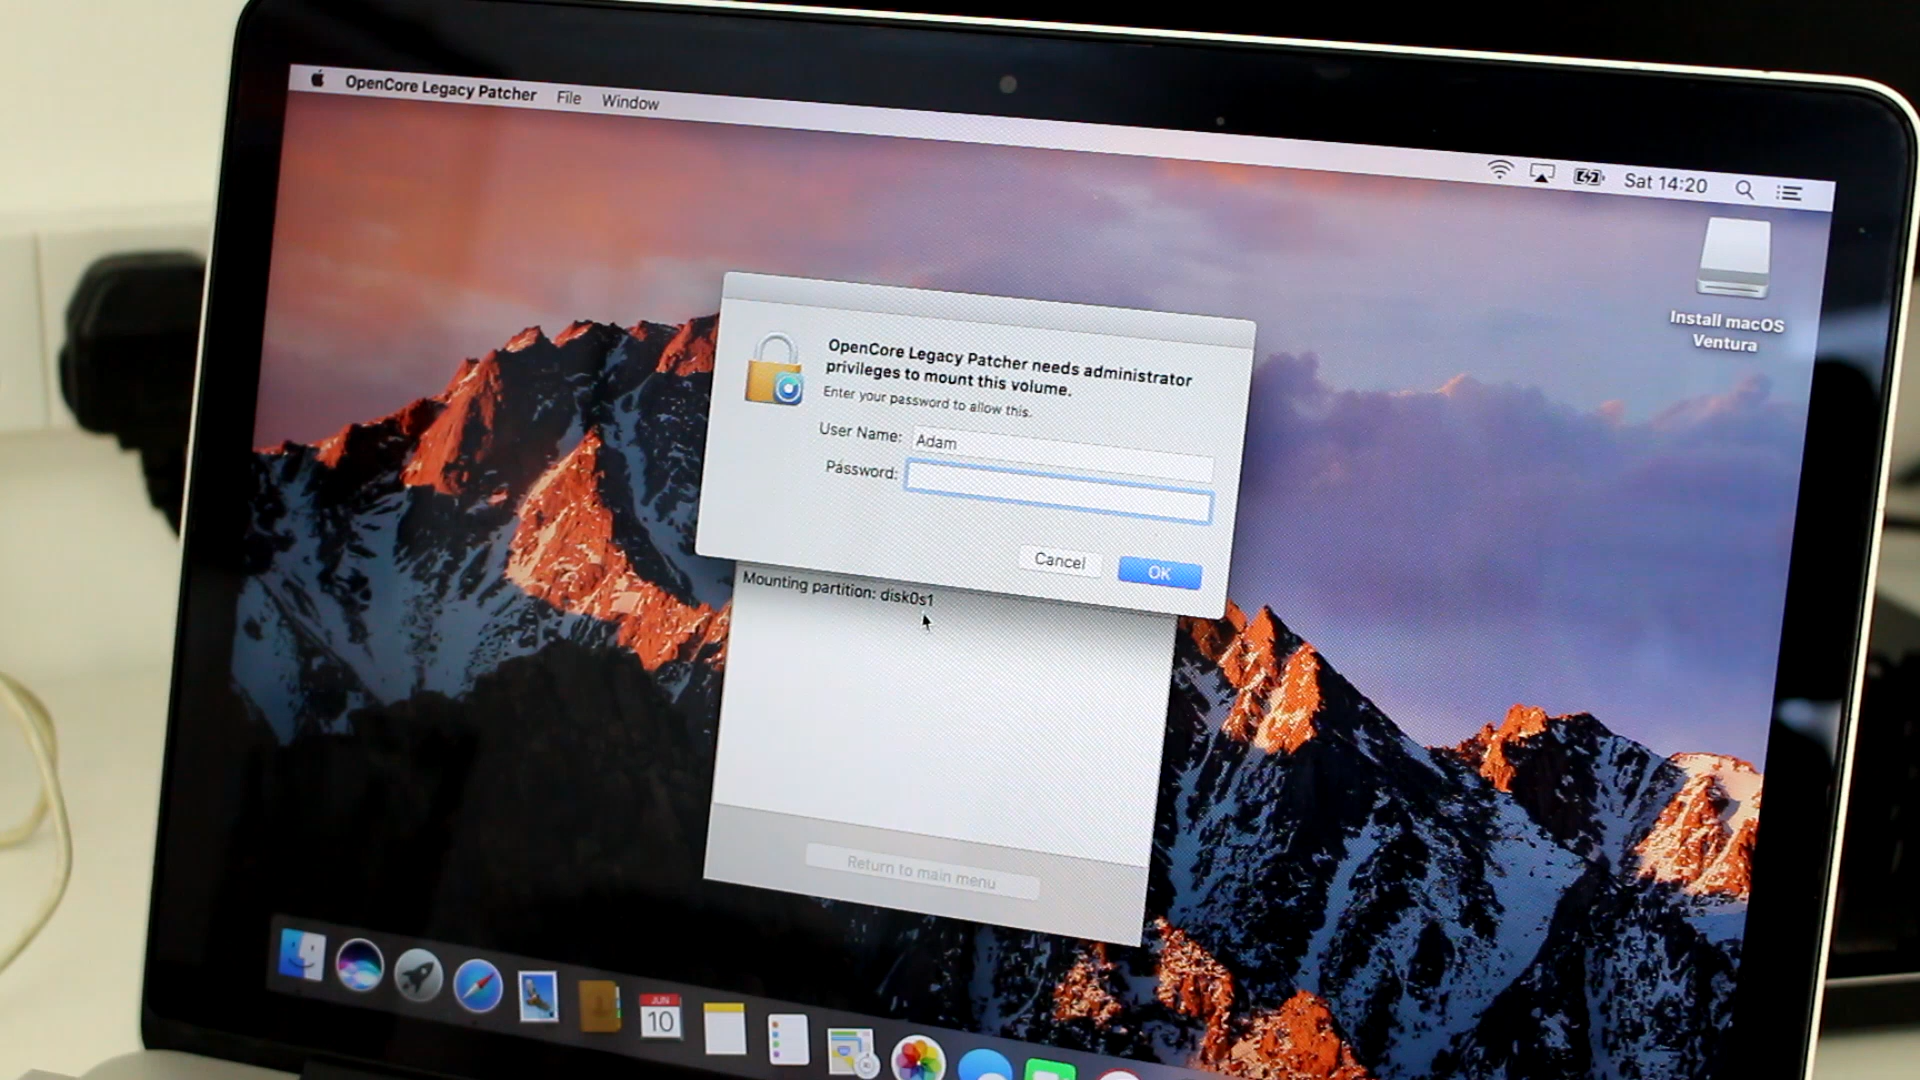 OpenCore Legacy Patcher File Window
Sat 14:20
Install macOS
Ventura
OpenCore Legacy Patcher needs administrator
privileges to mount this volume.
Enter your password to allow this.
User Name: Adam
Password:
Cancel OK
Mounting partition: disk0s1
Return to main menu
JUN
10